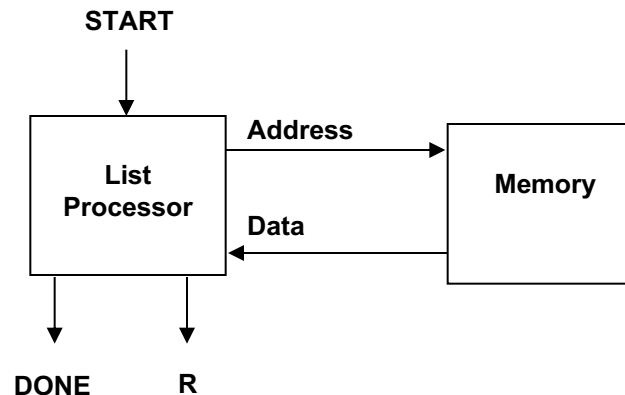 START
Address
List
Processor
Memory
Data
DONE
R